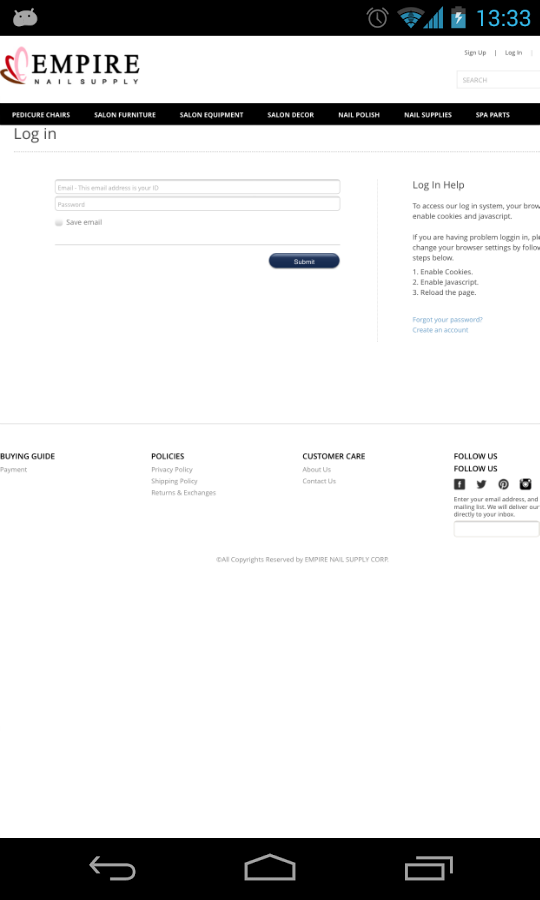 13:33
EMPIRE
NAIL SUPPLY
Sign Up | Log In |
SEARCH
PEDICURE CHAIRS SALON FURNITURE SALON EQUIPMENT SALON DECOR NAIL POLISH NAIL SUPPLIES SPA PARTS
Log in
Email - This email address is your ID
Password
Save email
Submit
Log In Help
To access our log in system, your brow
enable cookies and javascript.
If you are having problem loggin in, ple
change your browser settings by follow
steps below.
1. Enable Cookies.
2. Enable Javascript.
3. Reload the page.
Forgot your password?
Create an account
BUYING GUIDE
Payment
POLICIES
Privacy Policy
Shipping Policy
Returns & Exchanges
CUSTOMER CARE
About Us
Contact Us
FOLLOW US
FOLLOW US
Enter your email address, and
mailing list. We will deliver our
directly to your inbox.
©All Copyrights Reserved by EMPIRE NAIL SUPPLY CORP.